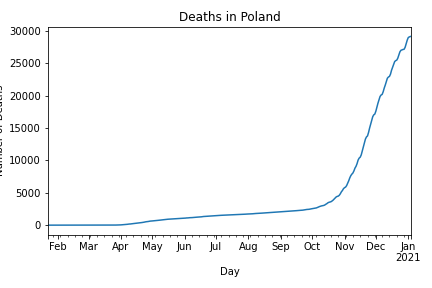 Deaths in Poland
30000
25000
20000
15000
10000
5000
0
Number of Deaths
Feb Mar Apr May Jun Jul Aug Sep Oct Nov Dec Jan
2021
Day